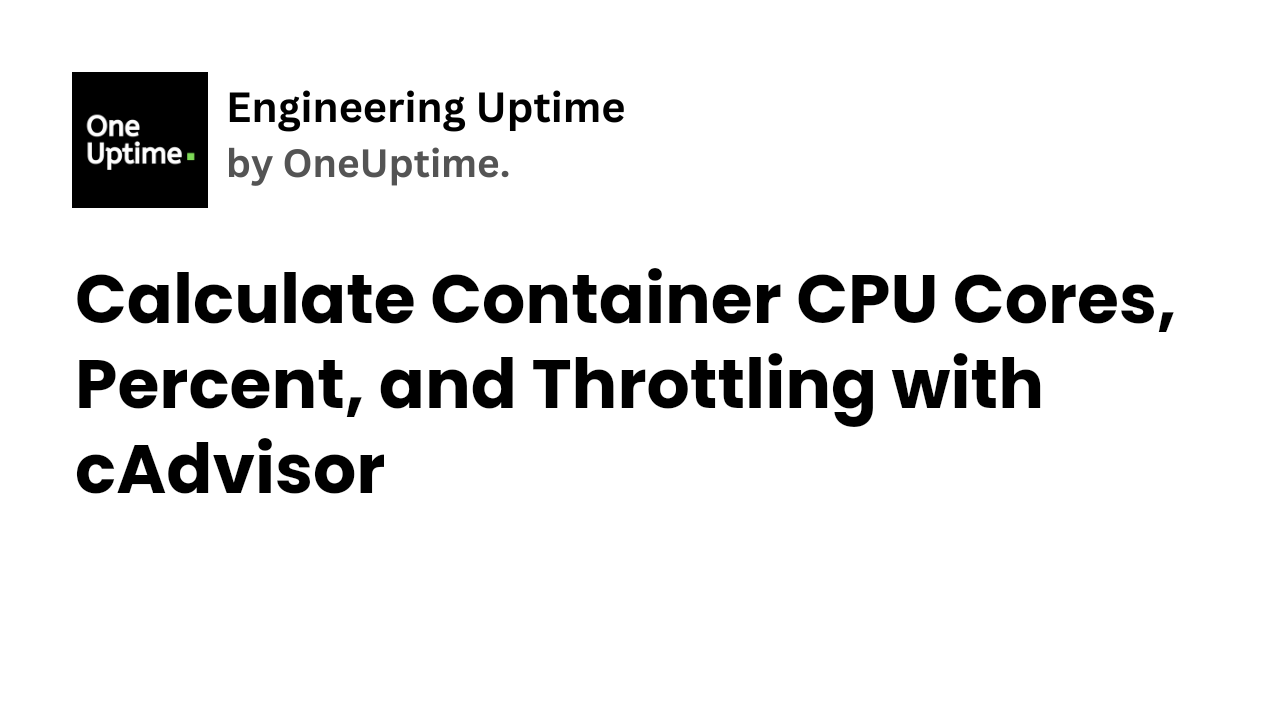 One
Uptime.
Engineering Uptime
by OneUptime.
Calculate Container CPU Cores,
Percent, and Throttling with
cAdvisor